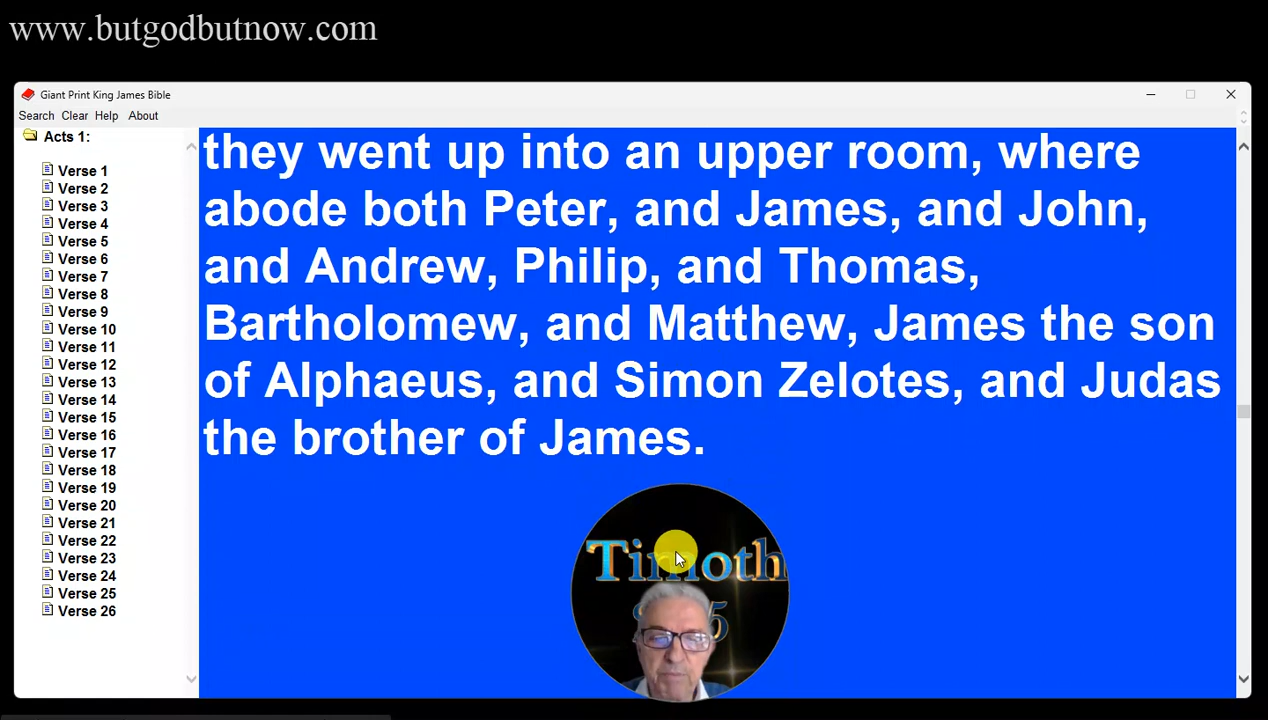 www.butgodbutnow.com
Giant Print King James Bible
Search Clear Help About
Acts 1:
Verse 1
Verse 2
Verse 3
Verse 4
Verse 5
Verse 6
Verse 7
Verse 8
Verse 9
Verse 10
Verse 11
Verse 12
Verse 13
Verse 14
Verse 15
Verse 16
Verse 17
Verse 18
Verse 19
Verse 20
Verse 21
Verse 22
Verse 23
Verse 24
Verse 25
Verse 26
they went up into an upper room, where
abode both Peter, and James, and John,
and Andrew, Philip, and Thomas,
Bartholomew, and Matthew, James the son
of Alphaeus, and Simon Zelotes, and Judas
the brother of James.
Timoth